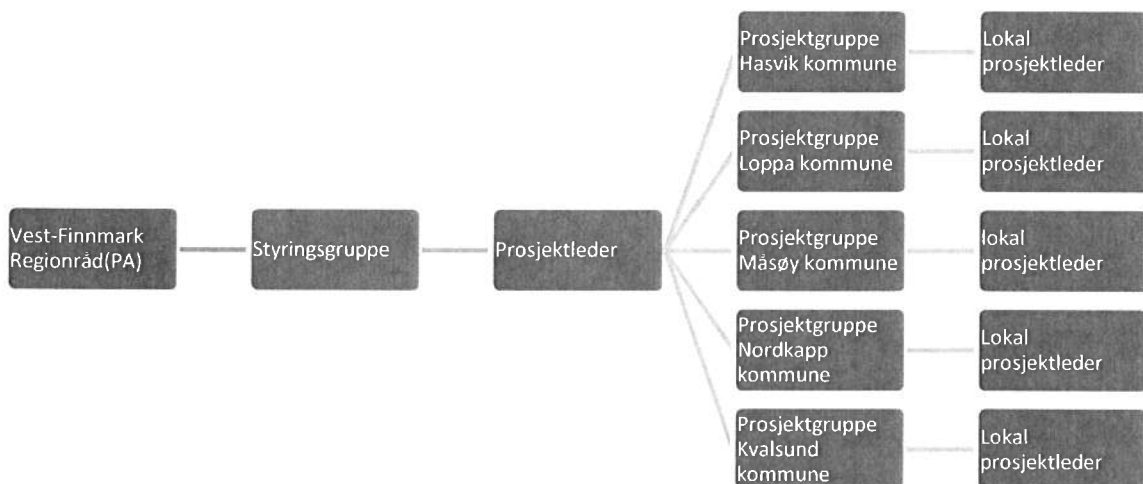 Vest-Finnmark
Regionråd(PA)
Styringsgruppe
Prosjektleder
Prosjektgruppe
Hasvik kommune
Lokal
prosjektleder
Prosjektgruppe
Loppa kommune
Lokal
prosjektleder
Prosjektgruppe
Måsøy kommune
lokal
prosjektleder
Prosjektgruppe
Nordkapp
kommune
Lokal
prosjektleder
Prosjektgruppe
Kvalsund
kommune
Lokal
prosjektleder